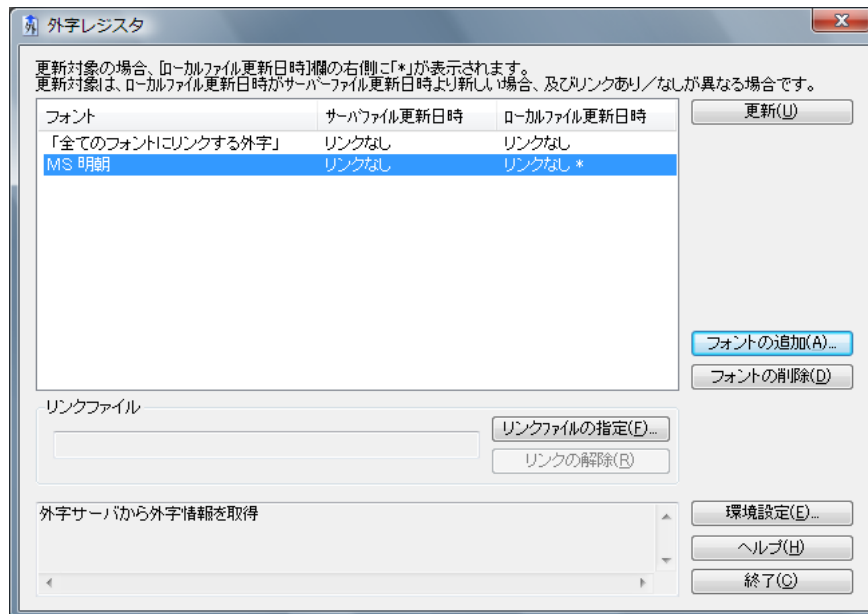 外字レジスタ
更新対象の場合、[ローカルファイル更新日時]欄の右側に「*」が表示されます。
更新対象は、ローカルファイル更新日時がサーバーファイル更新日時より新しい場合、及びリンクあり/なしが異なる場合です。
フォント サーバファイル更新日時 ローカルファイル更新日時
「全てのフォントにリンクする外字」 リンクなし リンクなし
MS 明朝 リンクなし リンクなし *
更新(U)
フォントの追加(A)...
フォントの削除(D)
リンクファイル
リンクファイルの指定(F)...
リンクの解除(R)
外字サーバから外字情報を取得
環境設定(E)...
ヘルプ(H)
終了(C)